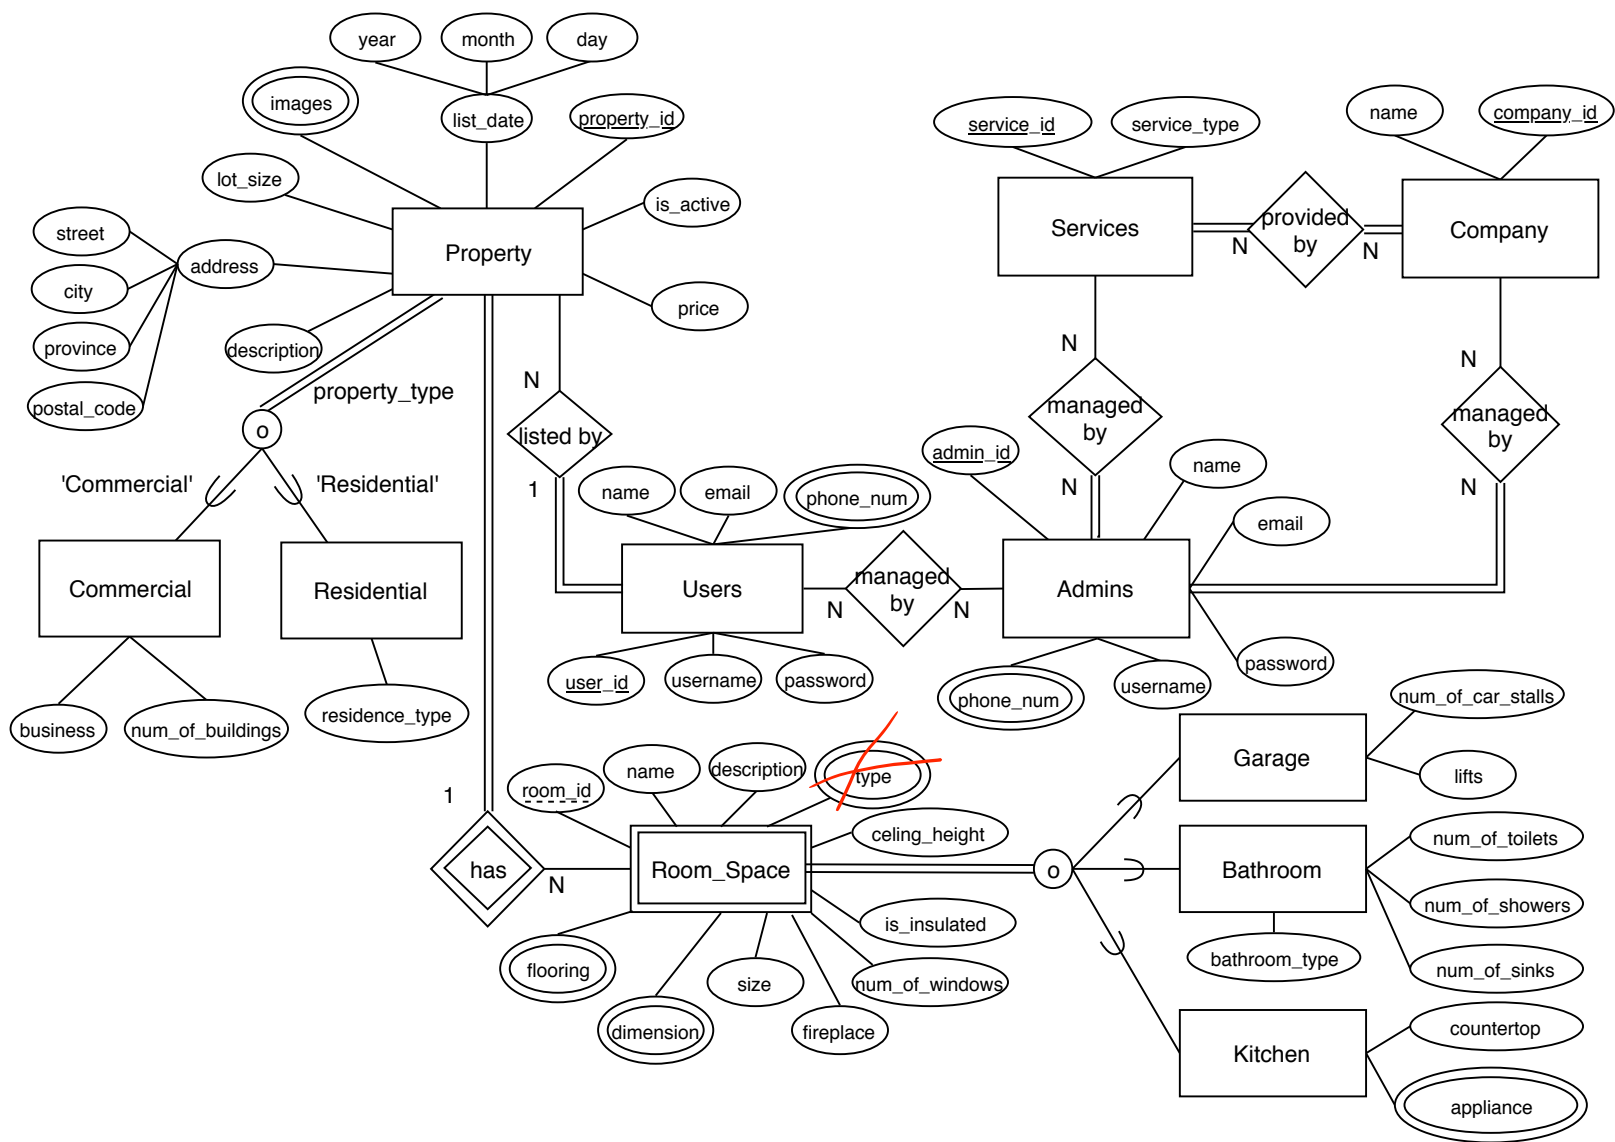 year
month
day
images
list_date
property_id
service_id
service_type
name
company_id
lot_size
is_active
street
Property
Services
provided
by
Company
N
N
address
city
price
province
description
postal_code
property_type
N
listed by
1
N
managed
by
N
N
managed
by
N
o
'Commercial'
'Residential'
admin_id
name
name
email
phone_num
email
Commercial
Residential
Users
managed
by
N
N
Admins
user_id
username
password
phone_num
username
password
business
num_of_buildings
residence_type
num_of_car_stalls
Garage
lifts
1
room_id
name
description
type
celing_height
has
N
Room_Space
o
Bathroom
num_of_toilets
num_of_showers
is_insulated
bathroom_type
num_of_sinks
flooring
size
num_of_windows
dimension
fireplace
Kitchen
countertop
appliance